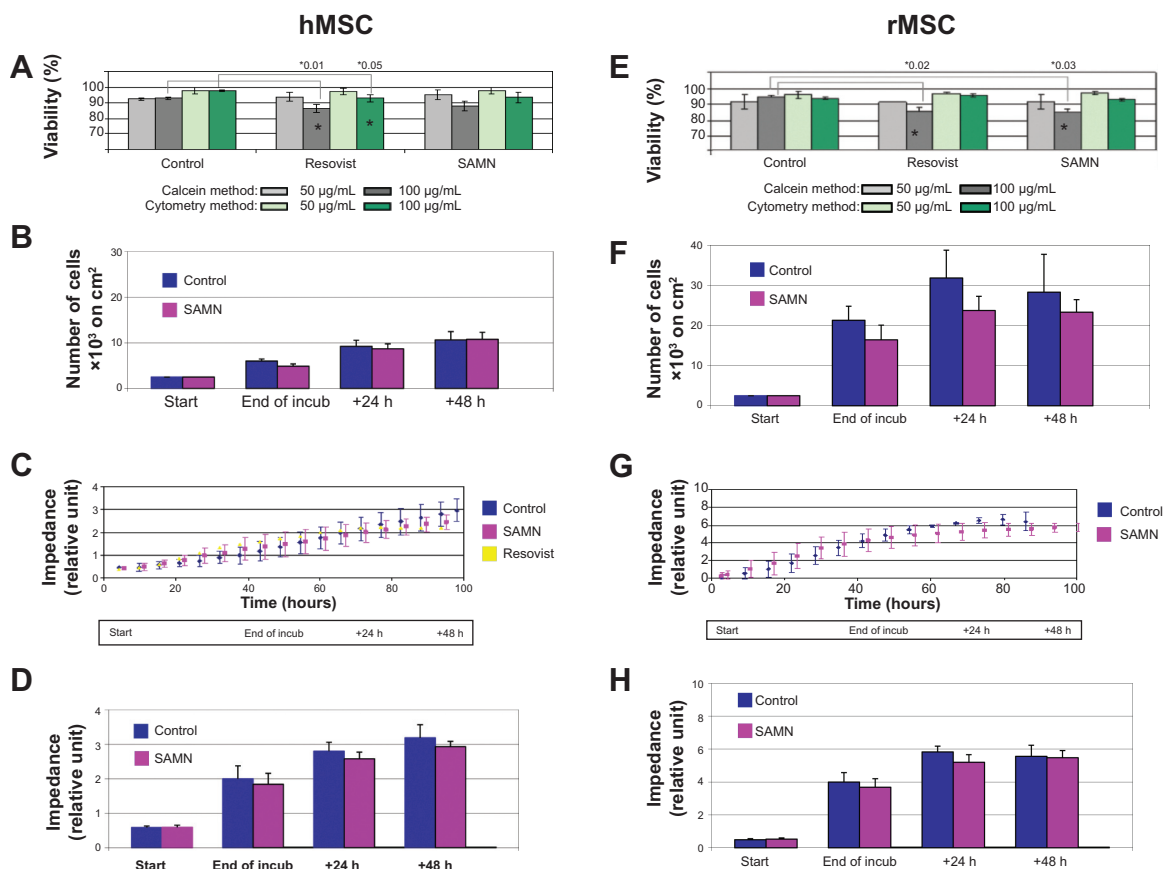 hMSC
A
Viability (%)
*0.01
*0.05
100
90
80
70
*
*
Control
Resovist
SAMN
Calcein method: 50 µg/mL 100 µg/mL
Cytometry method: 50 µg/mL 100 µg/mL
B
Number of cells
×10³ on cm²
30
20
10
0
Control
SAMN
Start
End of incub
+24 h
+48 h
C
Impedance
(relative unit)
4
3
2
1
0
0
20
40
60
80
100
Time (hours)
Control
SAMN
Resovist
Start
End of incub
+24 h
+48 h
D
Impedance
(relative unit)
4
3
2
1
0
Control
SAMN
Start
End of incub
+24 h
+48 h
rMSC
E
Viability (%)
*0.02
*0.03
100
90
80
70
*
*
Control
Resovist
SAMN
Calcein method: 50 µg/mL 100 µg/mL
Cytometry method: 50 µg/mL 100 µg/mL
F
Number of cells
×10³ on cm²
40
30
20
10
0
Control
SAMN
Start
End of incub
+24 h
+48 h
G
Impedance
(relative unit)
10
8
6
4
2
0
0
20
40
60
80
100
Time (hours)
Control
SAMN
Start
End of incub
+24 h
+48 h
H
Impedance
(relative unit)
10
8
6
4
2
0
Control
SAMN
Start
End of incub
+24 h
+48 h